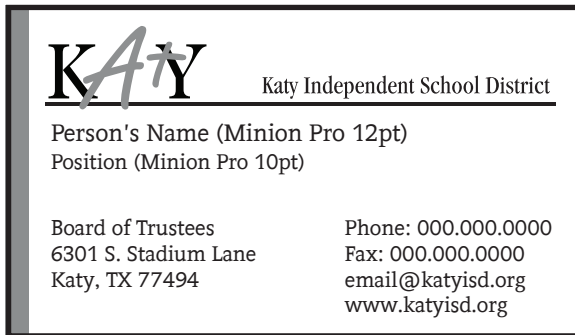 KAtY
Katy Independent School District
Person's Name (Minion Pro 12pt)
Position (Minion Pro 10pt)
Board of Trustees
6301 S. Stadium Lane
Katy, TX 77494
Phone: 000.000.0000
Fax: 000.000.0000
email@katyisd.org
www.katyisd.org